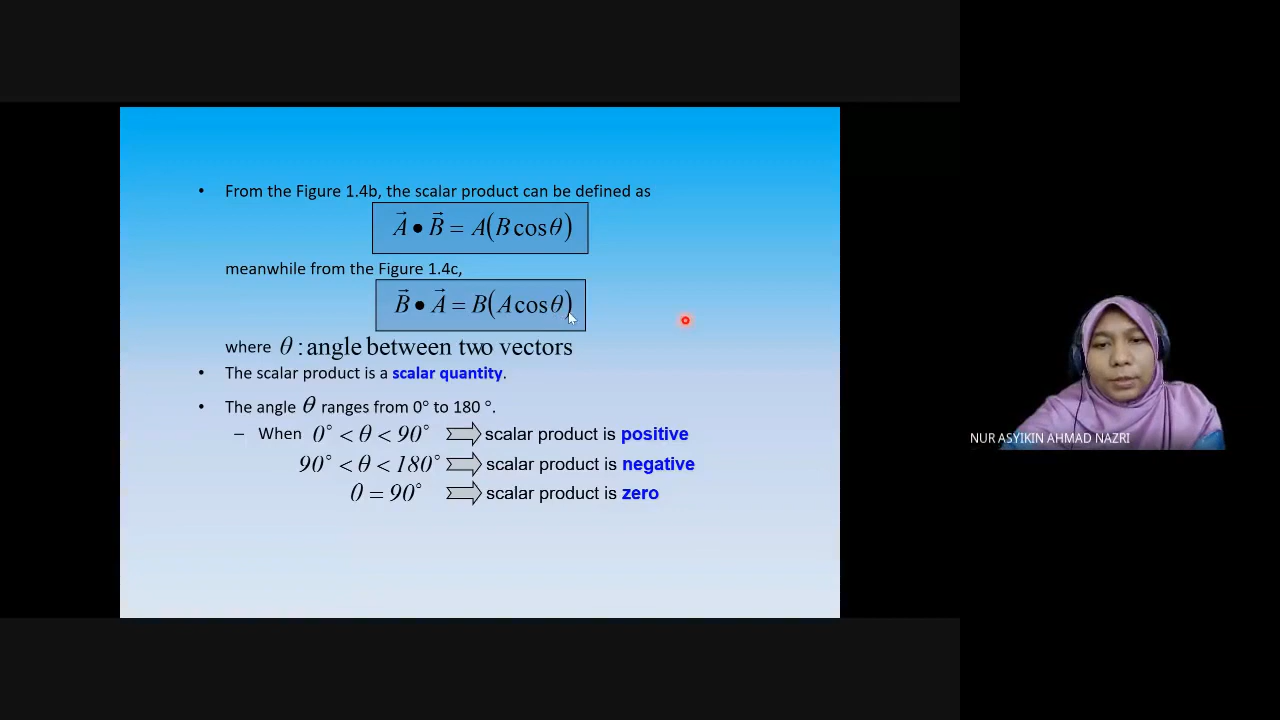 • From the Figure 1.4b, the scalar product can be defined as
A⃗ • B⃗ = A(B cosθ)
meanwhile from the Figure 1.4c,
B⃗ • A⃗ = B(A cosθ)
where θ : angle between two vectors
• The scalar product is a scalar quantity.
• The angle θ ranges from 0° to 180 °.
– When 0° < θ < 90° ⇒ scalar product is positive
90° < θ < 180° ⇒ scalar product is negative
θ = 90° ⇒ scalar product is zero
NUR ASYIKIN AHMAD NAZRI